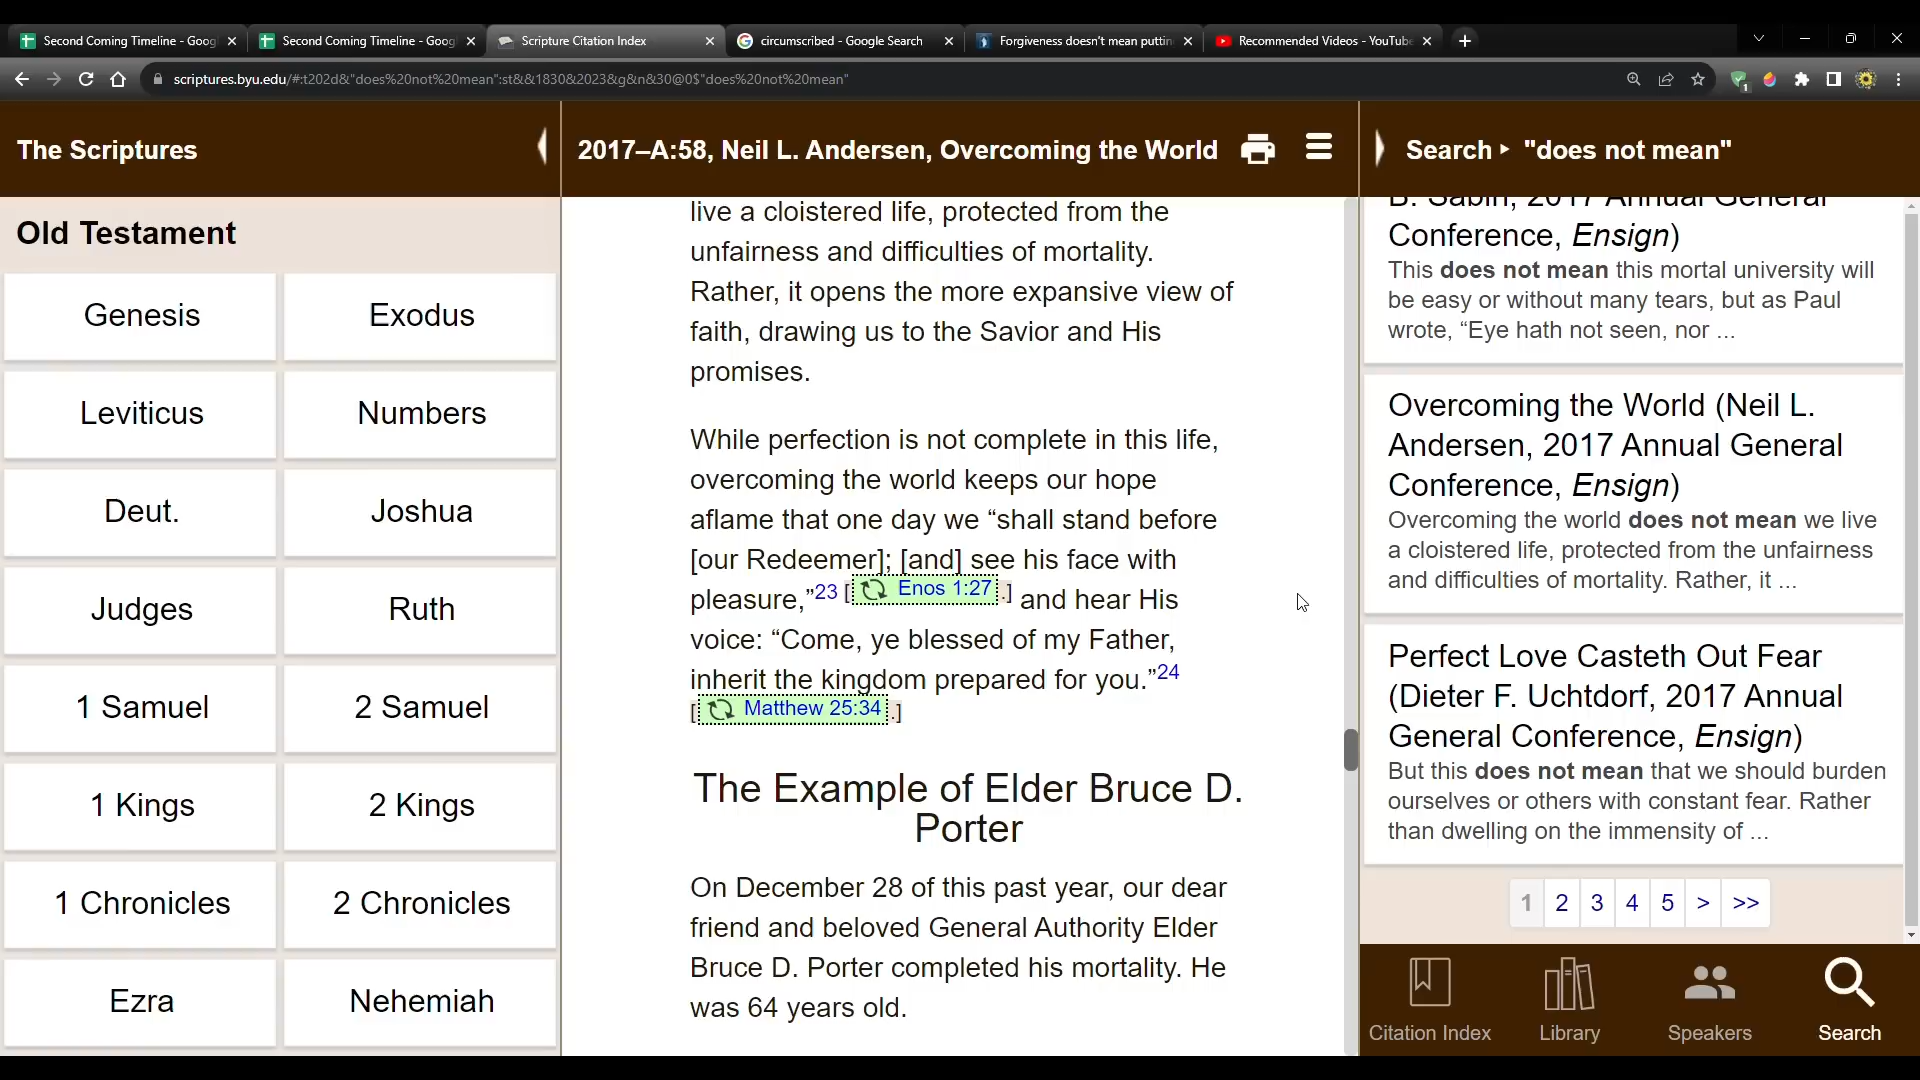 Second Coming Timeline - Goog
Second Coming Timeline - Goog
Scripture Citation Index
circumscribed - Google Search
Forgiveness doesn't mean puttin
Recommended Videos - YouTube
scriptures.byu.edu/#:t202d&"does%20not%20mean":st&&1830&2023&g&n&30@0$"does%20not%20mean"
1
The Scriptures
Old Testament
Genesis
Exodus
Leviticus
Numbers
Deut.
Joshua
Judges
Ruth
1 Samuel
2 Samuel
1 Kings
2 Kings
1 Chronicles
2 Chronicles
Ezra
Nehemiah
2017–A:58, Neil L. Andersen, Overcoming the World
live a cloistered life, protected from the
unfairness and difficulties of mortality.
Rather, it opens the more expansive view of
faith, drawing us to the Savior and His
promises.
While perfection is not complete in this life,
overcoming the world keeps our hope
aflame that one day we “shall stand before
[our Redeemer]; [and] see his face with
pleasure,”23 [Enos 1:27.] and hear His
voice: “Come, ye blessed of my Father,
inherit the kingdom prepared for you.”24
[Matthew 25:34.]
The Example of Elder Bruce D.
Porter
On December 28 of this past year, our dear
friend and beloved General Authority Elder
Bruce D. Porter completed his mortality. He
was 64 years old.
Search ▸ "does not mean"
B. Sabin, 2017 Annual General
Conference, Ensign)
This does not mean this mortal university will
be easy or without many tears, but as Paul
wrote, “Eye hath not seen, nor ...
Overcoming the World (Neil L.
Andersen, 2017 Annual General
Conference, Ensign)
Overcoming the world does not mean we live
a cloistered life, protected from the unfairness
and difficulties of mortality. Rather, it ...
Perfect Love Casteth Out Fear
(Dieter F. Uchtdorf, 2017 Annual
General Conference, Ensign)
But this does not mean that we should burden
ourselves or others with constant fear. Rather
than dwelling on the immensity of ...
1 2 3 4 5 > >>
Citation Index
Library
Speakers
Search